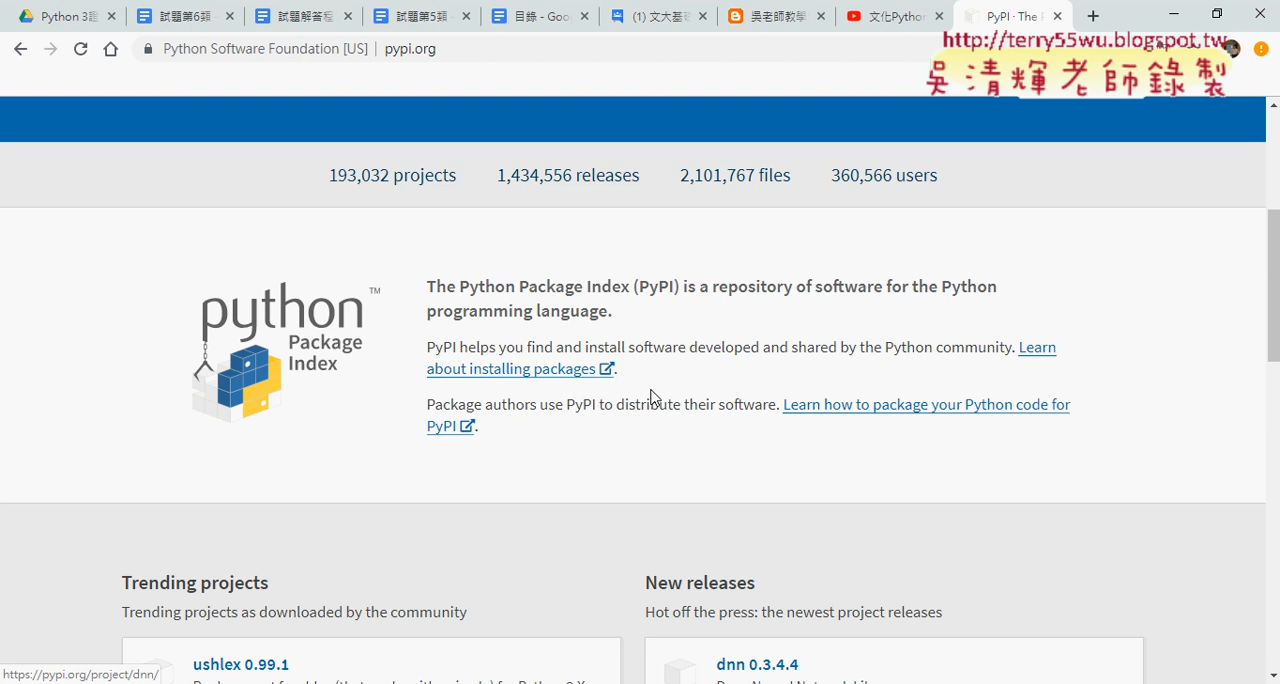 Python 3證
試題第6類 -
試題解答程
試題第5類 -
目錄 - Goo
(1) 文大基礎
吳老師教學
文化Python
PyPI · The P
Python Software Foundation [US] | pypi.org
http://terry55wu.blogspot.tw
吳清輝老師錄製
193,032 projects 1,434,556 releases 2,101,767 files 360,566 users
python TM
Package
Index
The Python Package Index (PyPI) is a repository of software for the Python
programming language.
PyPI helps you find and install software developed and shared by the Python community. Learn
about installing packages.
Package authors use PyPI to distribute their software. Learn how to package your Python code for
PyPI.
Trending projects
Trending projects as downloaded by the community
New releases
Hot off the press: the newest project releases
ushlex 0.99.1
dnn 0.3.4.4
https://pypi.org/project/dnn/